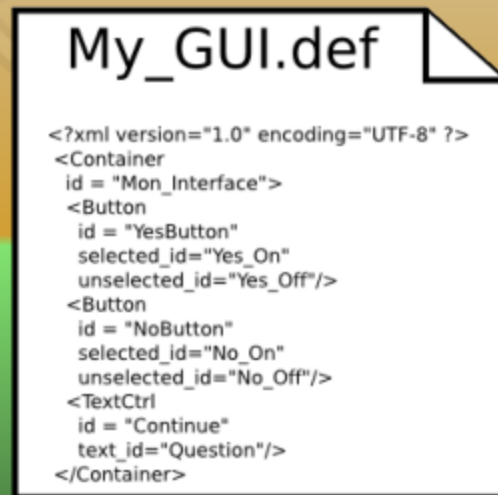 My_GUI.def
<?xml version="1.0" encoding="UTF-8" ?>
<Container
id = "Mon_Interface">
<Button
id = "YesButton"
selected_id="Yes_On"
unselected_id="Yes_Off"/>
<Button
id = "NoButton"
selected_id="No_On"
unselected_id="No_Off"/>
<TextCtrl
id = "Continue"
text_id="Question"/>
</Container>